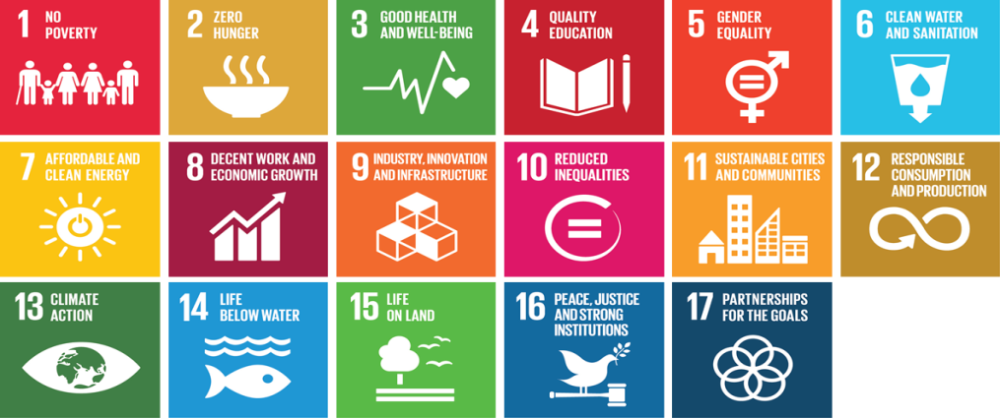 1 NO
POVERTY
2 ZERO
HUNGER
3 GOOD HEALTH
AND WELL-BEING
4 QUALITY
EDUCATION
5 GENDER
EQUALITY
6 CLEAN WATER
AND SANITATION
7 AFFORDABLE AND
CLEAN ENERGY
8 DECENT WORK AND
ECONOMIC GROWTH
9 INDUSTRY, INNOVATION
AND INFRASTRUCTURE
10 REDUCED
INEQUALITIES
11 SUSTAINABLE CITIES
AND COMMUNITIES
12 RESPONSIBLE
CONSUMPTION
AND PRODUCTION
13 CLIMATE
ACTION
14 LIFE
BELOW WATER
15 LIFE
ON LAND
16 PEACE, JUSTICE
AND STRONG
INSTITUTIONS
17 PARTNERSHIPS
FOR THE GOALS